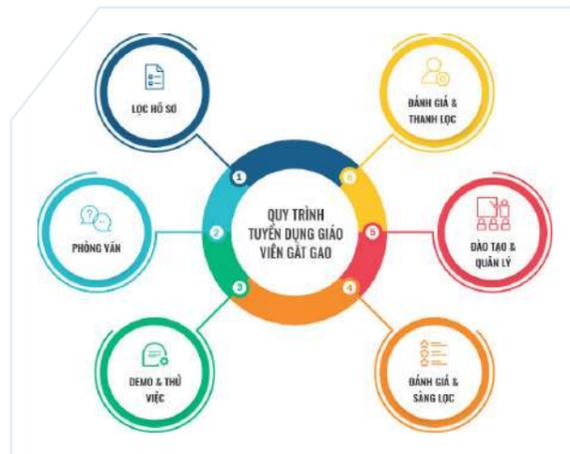 QUY TRÌNH
TUYỂN DỤNG GIÁO
VIÊN GẮT GAO
1
LỌC HỒ SƠ
2
PHỎNG VẤN
3
DEMO & THỬ
VIỆC
4
ĐÁNH GIÁ &
SÀNG LỌC
5
ĐÀO TẠO &
QUẢN LÝ
6
ĐÁNH GIÁ &
THANH LỌC